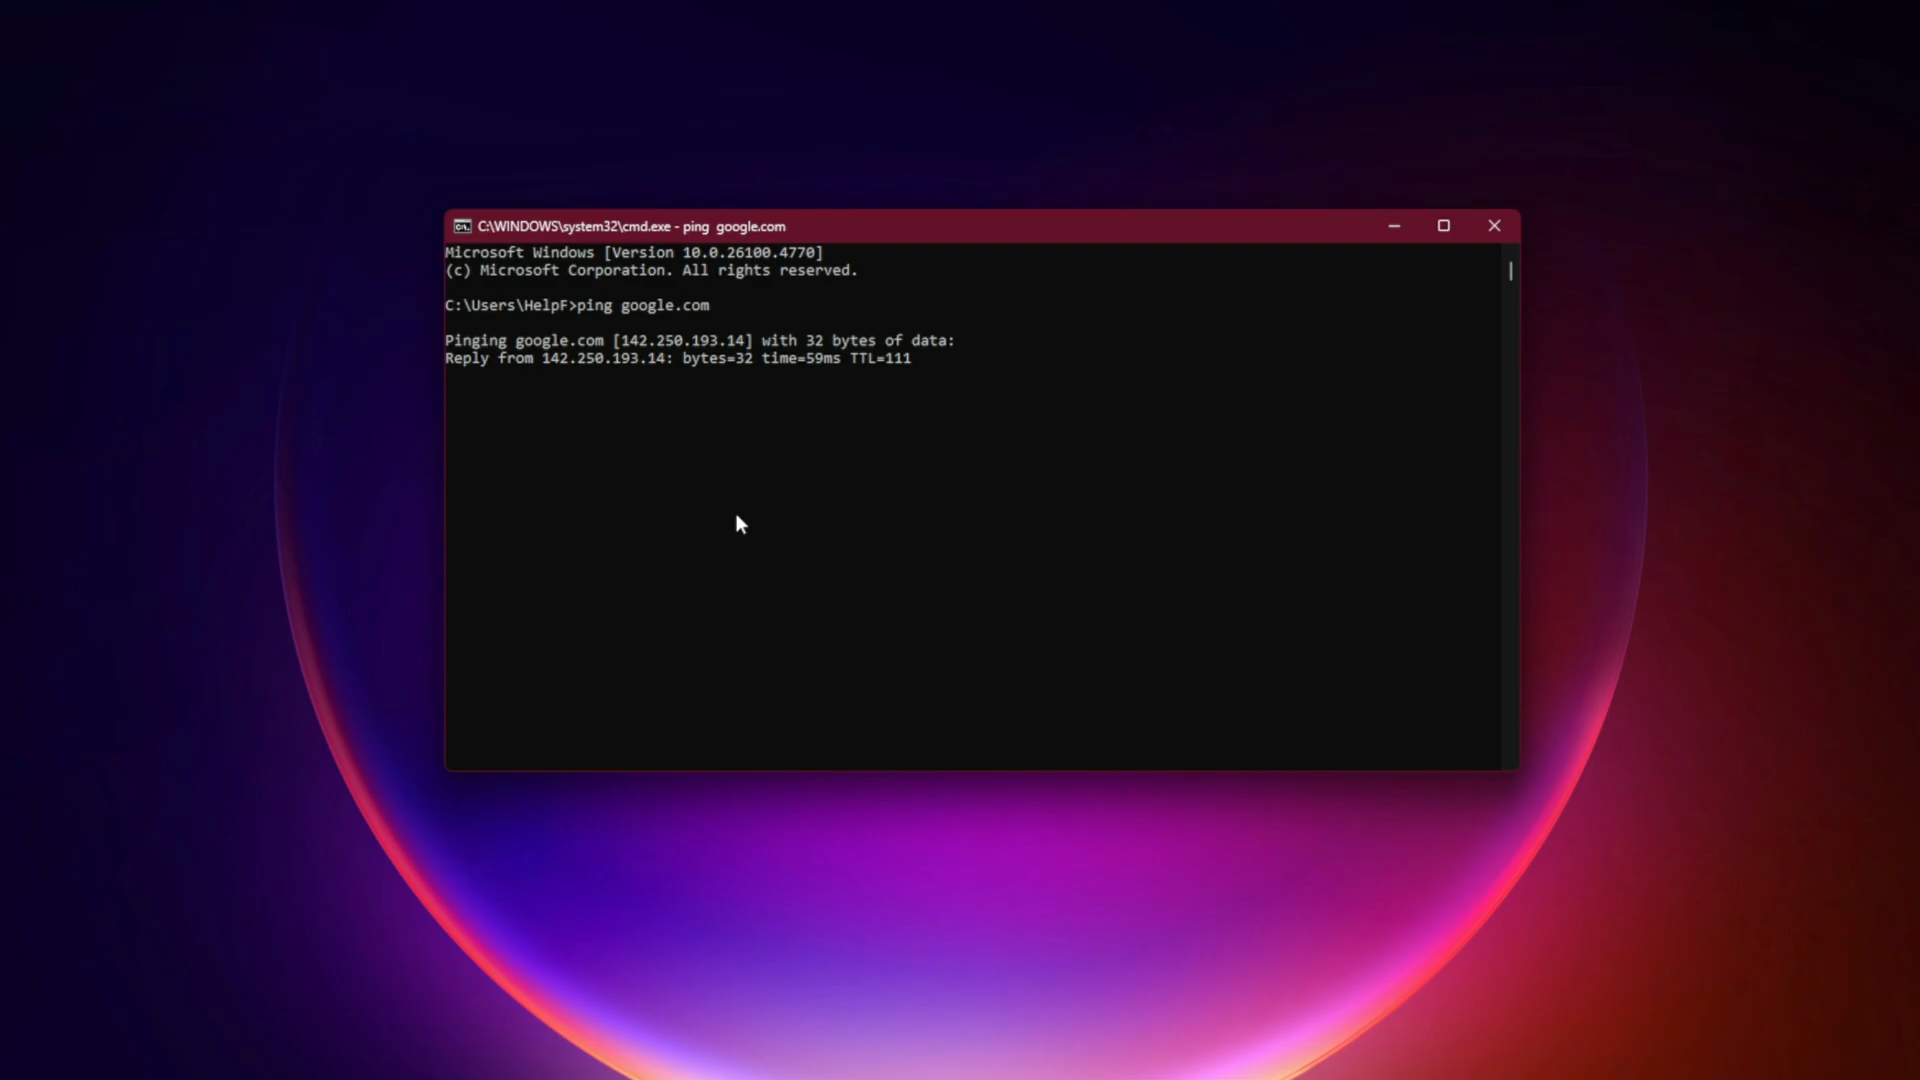 C:\WINDOWS\system32\cmd.exe - ping  google.com
Microsoft Windows [Version 10.0.26100.4770]
(c) Microsoft Corporation. All rights reserved.
C:\Users\HelpF>ping google.com
Pinging google.com [142.250.193.14] with 32 bytes of data:
Reply from 142.250.193.14: bytes=32 time=59ms TTL=111